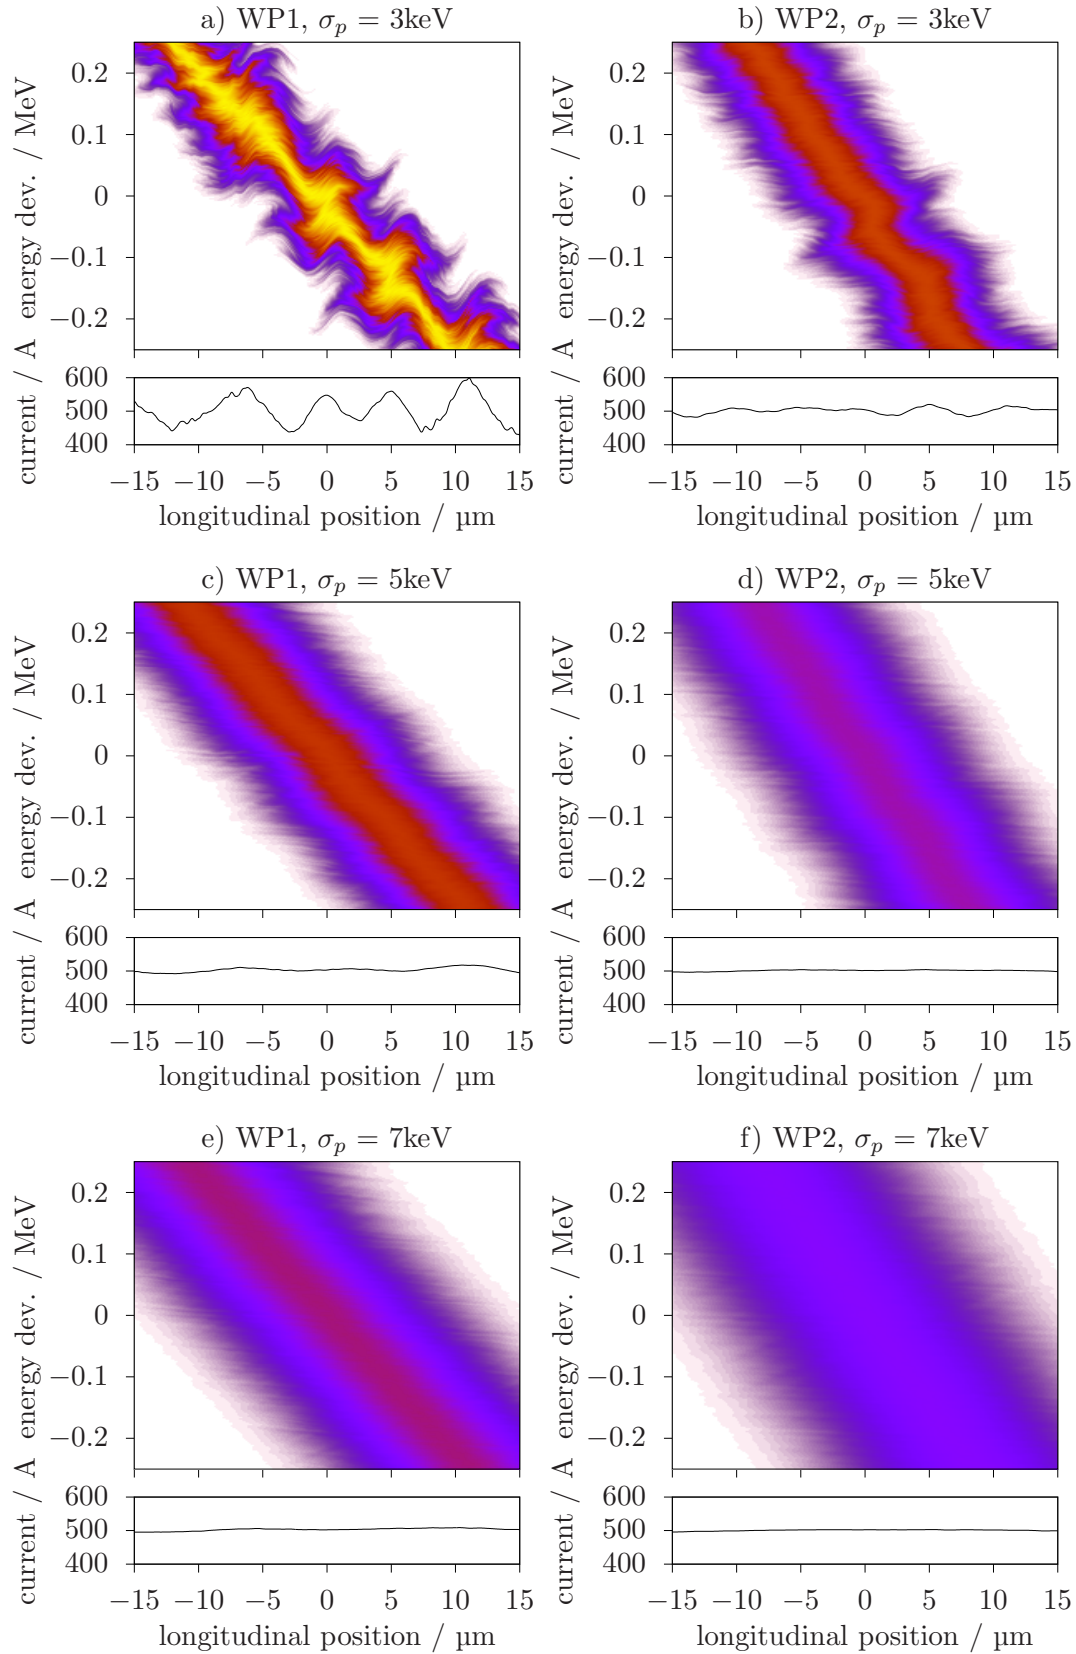 a) WP1, σp = 3keV
b) WP2, σp = 3keV
energy dev. / MeV
0.2
0.1
0
−0.1
−0.2
energy dev. / MeV
0.2
0.1
0
−0.1
−0.2
current / A
600
500
400
current / A
600
500
400
−15 −10 −5 0 5 10 15
−15 −10 −5 0 5 10 15
longitudinal position / µm
longitudinal position / µm
c) WP1, σp = 5keV
d) WP2, σp = 5keV
energy dev. / MeV
0.2
0.1
0
−0.1
−0.2
energy dev. / MeV
0.2
0.1
0
−0.1
−0.2
current / A
600
500
400
current / A
600
500
400
−15 −10 −5 0 5 10 15
−15 −10 −5 0 5 10 15
longitudinal position / µm
longitudinal position / µm
e) WP1, σp = 7keV
f) WP2, σp = 7keV
energy dev. / MeV
0.2
0.1
0
−0.1
−0.2
energy dev. / MeV
0.2
0.1
0
−0.1
−0.2
current / A
600
500
400
current / A
600
500
400
−15 −10 −5 0 5 10 15
−15 −10 −5 0 5 10 15
longitudinal position / µm
longitudinal position / µm